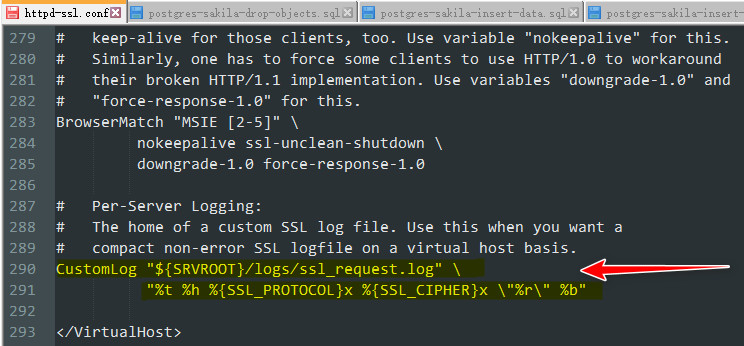 httpd-ssl.conf postgres-sakila-drop-objects.sql postgres-sakila-insert-data.sql postgres-sakila-insert-
279 #   keep-alive for those clients, too. Use variable "nokeepalive" for this.
280 #   Similarly, one has to force some clients to use HTTP/1.0 to workaround
281 #   their broken HTTP/1.1 implementation. Use variables "downgrade-1.0" and
282 #   "force-response-1.0" for this.
283 BrowserMatch "MSIE [2-5]" \
284          nokeepalive ssl-unclean-shutdown \
285          downgrade-1.0 force-response-1.0
286
287 #   Per-Server Logging:
288 #   The home of a custom SSL log file. Use this when you want a
289 #   compact non-error SSL logfile on a virtual host basis.
290 CustomLog "${SRVROOT}/logs/ssl_request.log" \
291           "%t %h %{SSL_PROTOCOL}x %{SSL_CIPHER}x \"%r\" %b"
292
293 </VirtualHost>